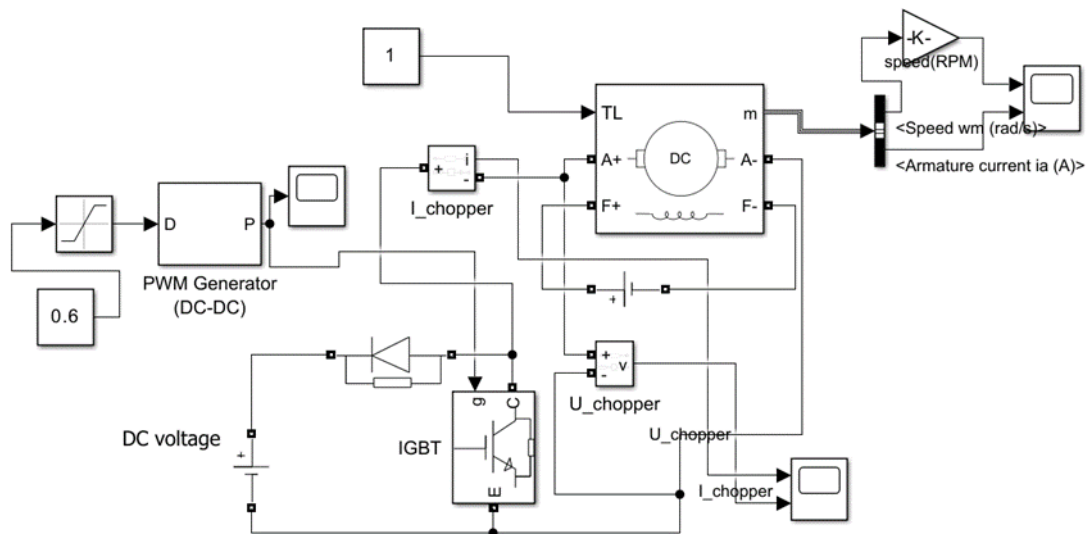 1
-K-
speed(RPM)
TL
m
<Speed wm (rad/s)>
A+
DC
A-
<Armature current ia (A)>
+
i
-
I_chopper
F+
F-
D
P
PWM Generator
(DC-DC)
0.6
+
+
-
v
U_chopper
g
C
IGBT
E
DC voltage
+
U_chopper
I_chopper